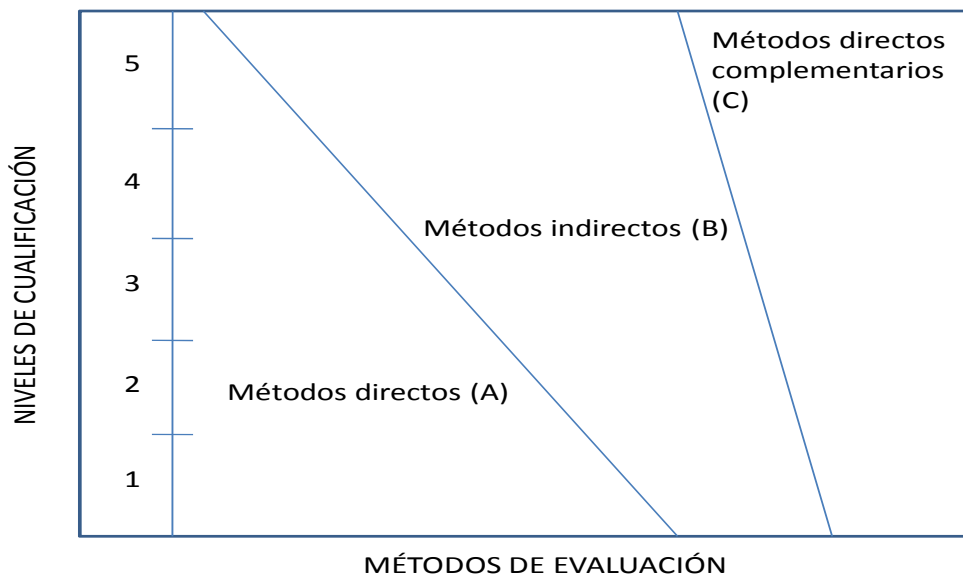 Métodos directos
complementarios
(C)
5
4
Métodos indirectos (B)
3
2
Métodos directos (A)
1
NIVELES DE CUALIFICACIÓN
MÉTODOS DE EVALUACIÓN